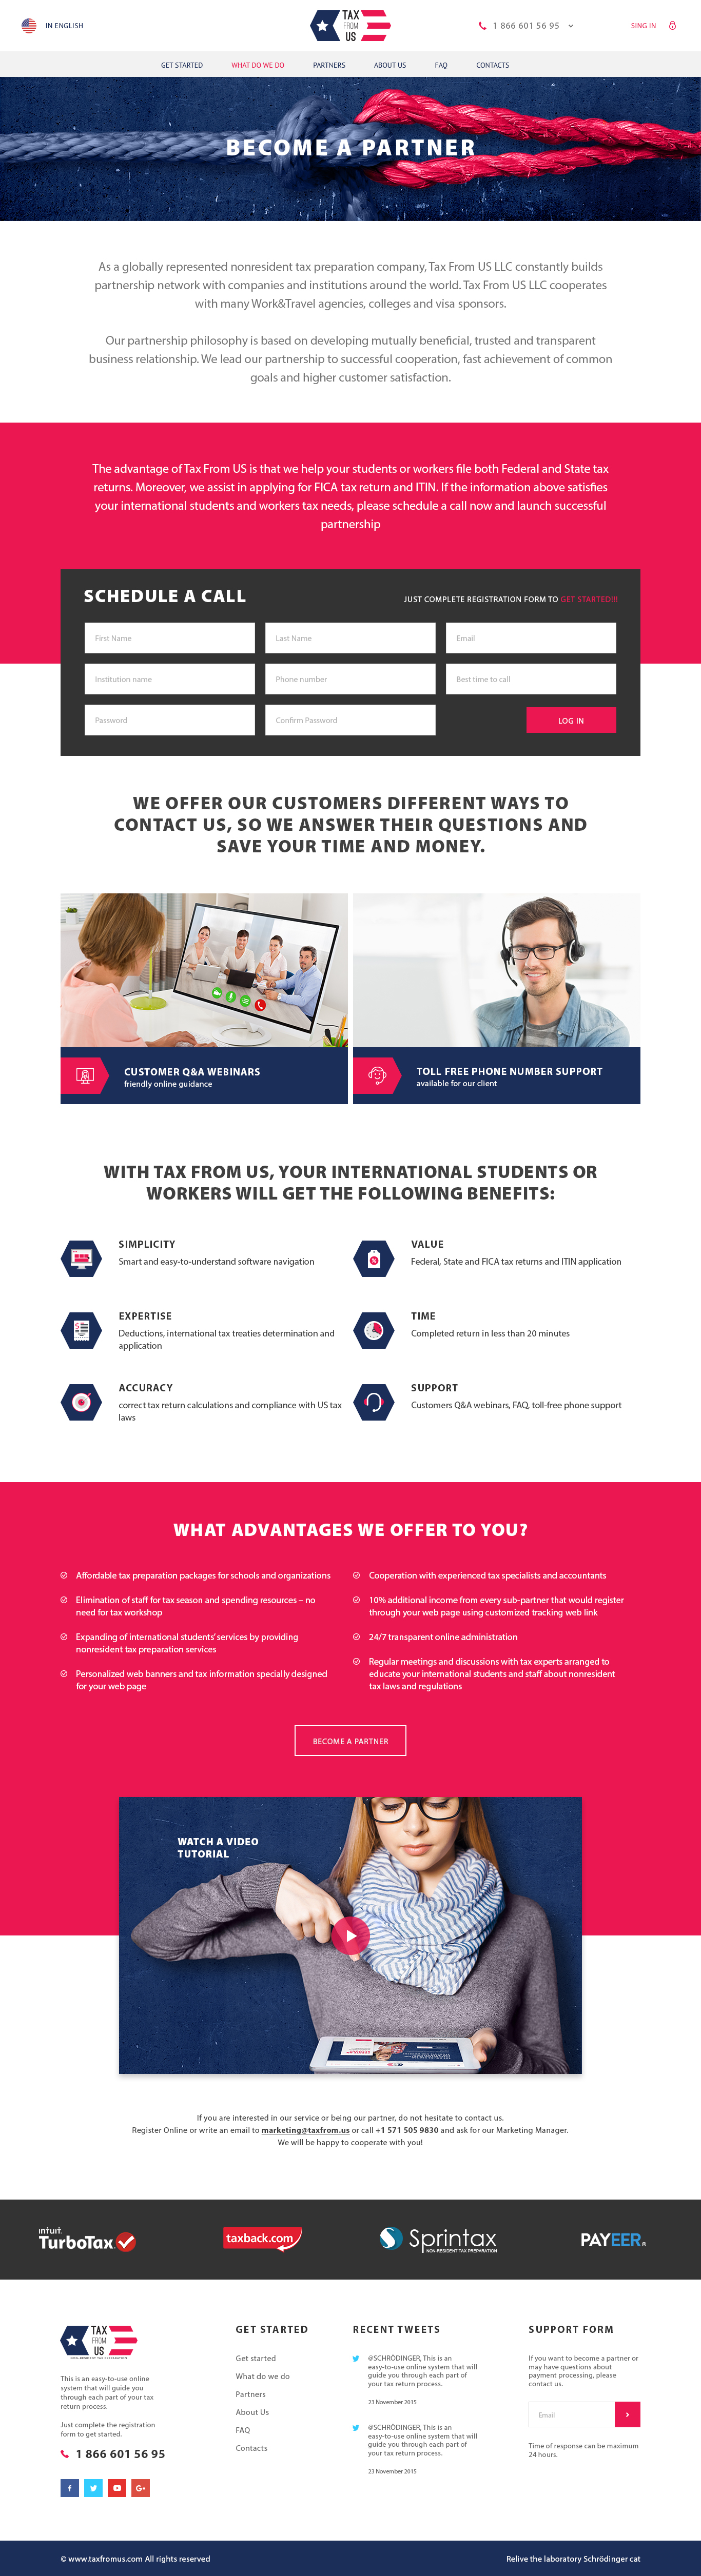 IN ENGLISH
TAX
FROM
US
1 866 601 56 95
SING IN
GET STARTED
WHAT DO WE DO
PARTNERS
ABOUT US
FAQ
CONTACTS
BECOME A PARTNER
As a globally represented nonresident tax preparation company, Tax From US LLC constantly builds
partnership network with companies and institutions around the world. Tax From US LLC cooperates
with many Work&Travel agencies, colleges and visa sponsors.
Our partnership philosophy is based on developing mutually beneficial, trusted and transparent
business relationship. We lead our partnership to successful cooperation, fast achievement of common
goals and higher customer satisfaction.
The advantage of Tax From US is that we help your students or workers file both Federal and State tax
returns. Moreover, we assist in applying for FICA tax return and ITIN. If the information above satisfies
your international students and workers tax needs, please schedule a call now and launch successful
partnership
SCHEDULE A CALL
JUST COMPLETE REGISTRATION FORM TO GET STARTED!!!
First Name
Last Name
Email
Institution name
Phone number
Best time to call
Password
Confirm Password
LOG IN
WE OFFER OUR CUSTOMERS DIFFERENT WAYS TO
CONTACT US, SO WE ANSWER THEIR QUESTIONS AND
SAVE YOUR TIME AND MONEY.
CUSTOMER Q&A WEBINARS
friendly online guidance
TOLL FREE PHONE NUMBER SUPPORT
available for our client
WITH TAX FROM US, YOUR INTERNATIONAL STUDENTS OR
WORKERS WILL GET THE FOLLOWING BENEFITS:
SIMPLICITY
Smart and easy-to-understand software navigation
VALUE
Federal, State and FICA tax returns and ITIN application
EXPERTISE
Deductions, international tax treaties determination and
application
TIME
Completed return in less than 20 minutes
ACCURACY
correct tax return calculations and compliance with US tax
laws
SUPPORT
Customers Q&A webinars, FAQ, toll-free phone support
WHAT ADVANTAGES WE OFFER TO YOU?
Affordable tax preparation packages for schools and organizations
Elimination of staff for tax season and spending resources – no
need for tax workshop
Expanding of international students' services by providing
nonresident tax preparation services
Personalized web banners and tax information specially designed
for your web page
Cooperation with experienced tax specialists and accountants
10% additional income from every sub-partner that would register
through your web page using customized tracking web link
24/7 transparent online administration
Regular meetings and discussions with tax experts arranged to
educate your international students and staff about nonresident
tax laws and regulations
BECOME A PARTNER
WATCH A VIDEO
TUTORIAL
If you are interested in our service or being our partner, do not hesitate to contact us.
Register Online or write an email to marketing@taxfrom.us or call +1 571 505 9830 and ask for our Marketing Manager.
We will be happy to cooperate with you!
intuit
TurboTax
taxback.com
Sprintax
NON-RESIDENT TAX PREPARATION
PAYEER
TAX
FROM
US
NON-RESIDENT TAX PREPARATION
This is an easy-to-use online
system that will guide you
through each part of your tax
return process.
Just complete the registration
form to get started.
1 866 601 56 95
GET STARTED
Get started
What do we do
Partners
About Us
FAQ
Contacts
RECENT TWEETS
@SCHRÖDINGER, This is an
easy-to-use online system that will
guide you through each part of
your tax return process.
23 November 2015
@SCHRÖDINGER, This is an
easy-to-use online system that will
guide you through each part of
your tax return process.
23 November 2015
SUPPORT FORM
If you want to become a partner or
may have questions about
payment processing, please
contact us.
Email
Time of response can be maximum
24 hours.
© www.taxfromus.com All rights reserved
Relive the laboratory Schrödinger cat